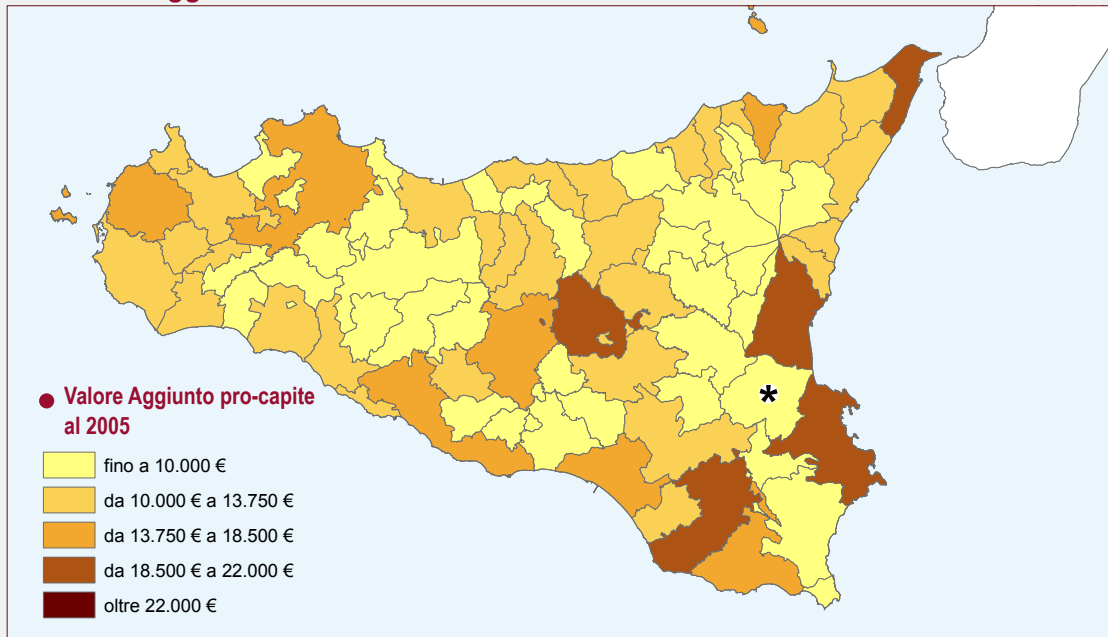 Valore Aggiunto pro-capite
al 2005
fino a 10.000 €
da 10.000 € a 13.750 €
da 13.750 € a 18.500 €
da 18.500 € a 22.000 €
oltre 22.000 €
*